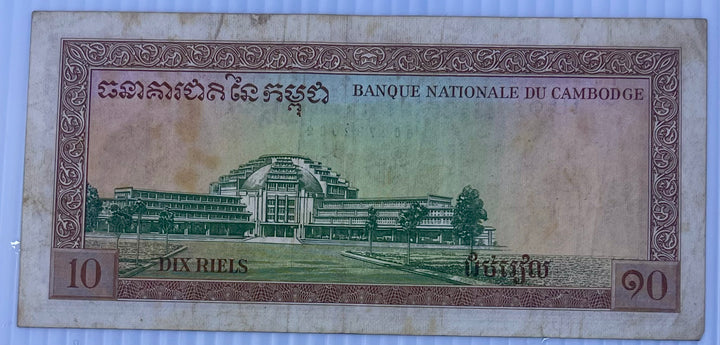 ធនាគារជាតិនៃកម្ពុជា
BANQUE NATIONALE DU CAMBODGE
10
DIX RIELS
ដប់រៀល
១០